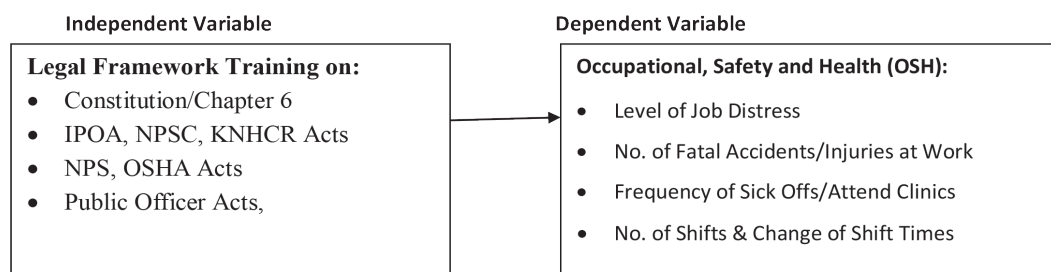 Independent Variable
Legal Framework Training on:
• Constitution/Chapter 6
• IPOA, NPSC, KNHCR Acts
• NPS, OSHA Acts
• Public Officer Acts,
Dependent Variable
Occupational, Safety and Health (OSH):
• Level of Job Distress
• No. of Fatal Accidents/Injuries at Work
• Frequency of Sick Offs/Attend Clinics
• No. of Shifts & Change of Shift Times